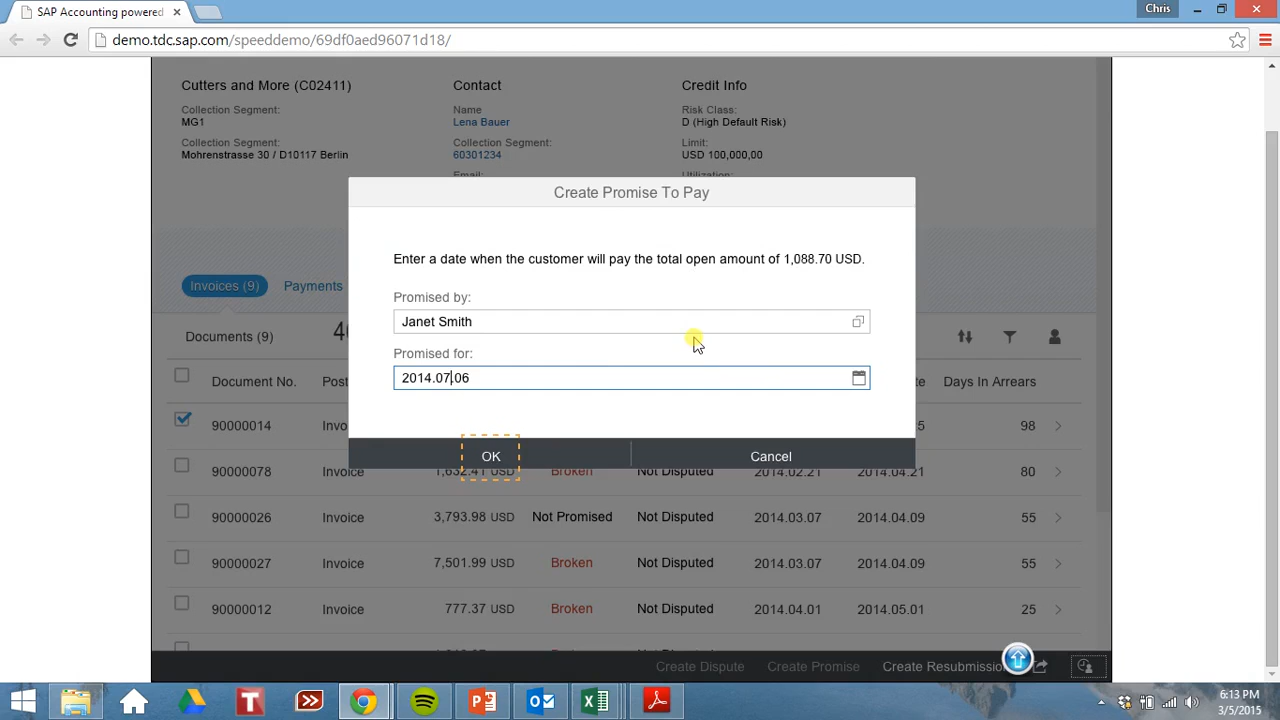 SAP Accounting powered
Chris
demo.tdc.sap.com/speeddemo/69df0aed96071d18/
Cutters and More (C02411)
Contact
Credit Info
Collection Segment:
MG1
Name
Lena Bauer
Risk Class:
D (High Default Risk)
Collection Segment:
Mohrenstrasse 30 / D10117 Berlin
Collection Segment:
60301234
Limit:
USD 100,000,00
Email:
Utilization:
Create Promise To Pay
Enter a date when the customer will pay the total open amount of 1,088.70 USD.
Promised by:
Janet Smith
Promised for:
2014.07.06
OK
Cancel
Invoices (9)
Payments
Documents (9)
Document No.
Days In Arrears
90000014
98
90000078
Invoice
1,632.41 USD
Broken
Not Disputed
2014.02.21
2014.04.21
80
90000026
Invoice
3,793.98 USD
Not Promised
Not Disputed
2014.03.07
2014.04.09
55
90000027
Invoice
7,501.99 USD
Broken
Not Disputed
2014.03.07
2014.04.09
55
90000012
Invoice
777.37 USD
Broken
Not Disputed
2014.04.01
2014.05.01
25
Create Dispute
Create Promise
Create Resubmission
6:13 PM
3/5/2015